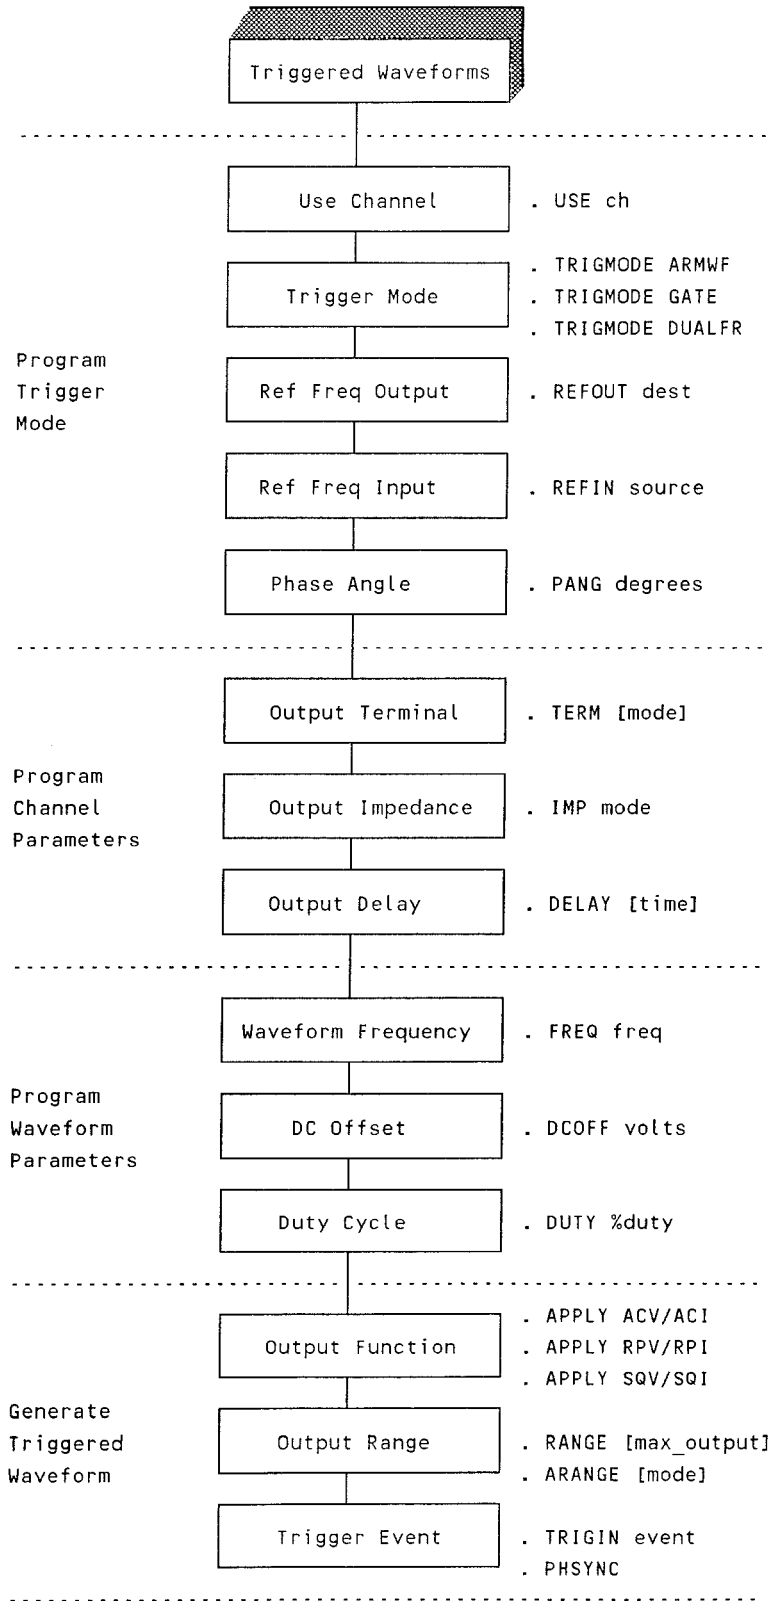 Triggered Waveforms
Use Channel
. USE ch
Trigger Mode
. TRIGMODE ARMWF
. TRIGMODE GATE
. TRIGMODE DUALFR
Program
Trigger
Mode
Ref Freq Output
. REFOUT dest
Ref Freq Input
. REFIN source
Phase Angle
. PANG degrees
Output Terminal
. TERM [mode]
Program
Channel
Parameters
Output Impedance
. IMP mode
Output Delay
. DELAY [time]
Waveform Frequency
. FREQ freq
Program
Waveform
Parameters
DC Offset
. DCOFF volts
Duty Cycle
. DUTY %duty
Output Function
. APPLY ACV/ACI
. APPLY RPV/RPI
. APPLY SQV/SQI
Generate
Triggered
Waveform
Output Range
. RANGE [max_output]
. ARANGE [mode]
Trigger Event
. TRIGIN event
. PHSYNC